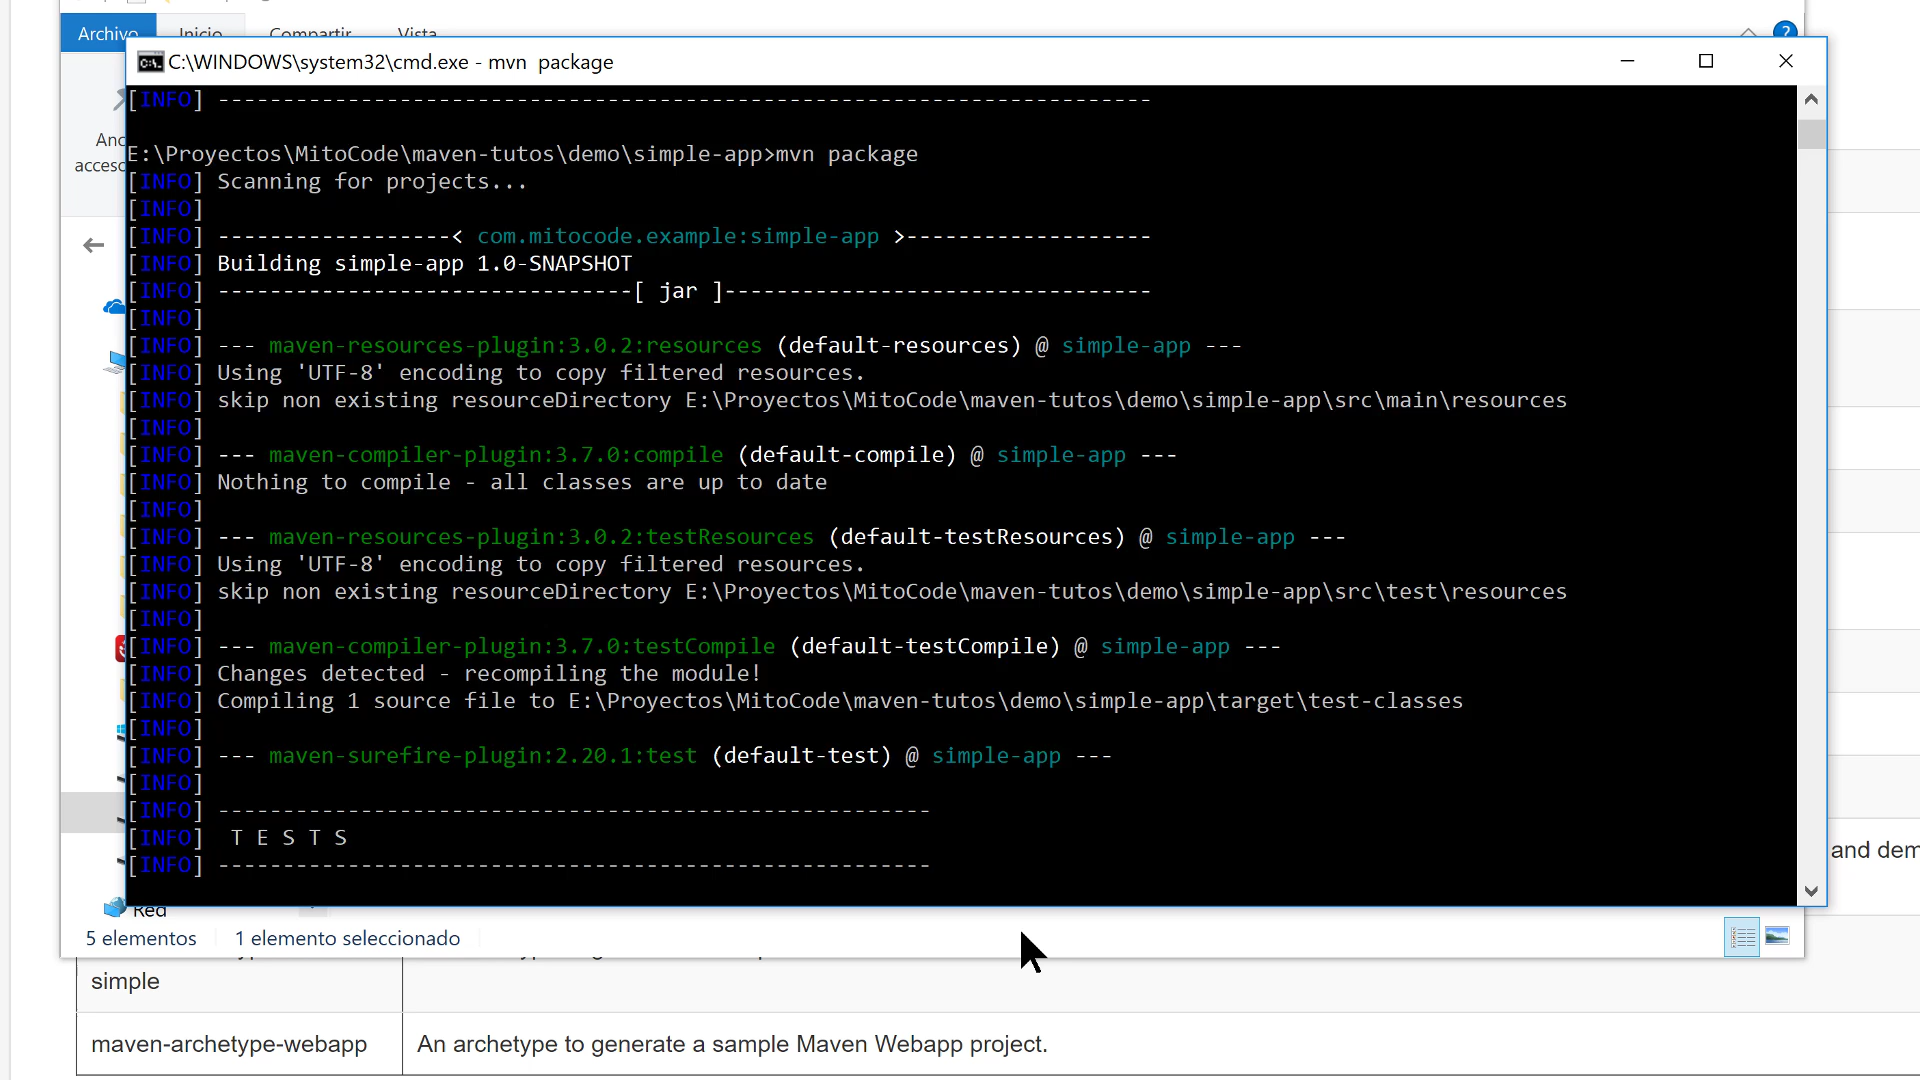 Archivo Inicio Compartir Vista
C:\WINDOWS\system32\cmd.exe - mvn  package
[INFO] ------------------------------------------------------------------------
E:\Proyectos\MitoCode\maven-tutos\demo\simple-app>mvn package
[INFO] Scanning for projects...
[INFO]
[INFO] ------------------< com.mitocode.example:simple-app >-------------------
[INFO] Building simple-app 1.0-SNAPSHOT
[INFO] --------------------------------[ jar ]---------------------------------
[INFO]
[INFO] --- maven-resources-plugin:3.0.2:resources (default-resources) @ simple-app ---
[INFO] Using 'UTF-8' encoding to copy filtered resources.
[INFO] skip non existing resourceDirectory E:\Proyectos\MitoCode\maven-tutos\demo\simple-app\src\main\resources
[INFO]
[INFO] --- maven-compiler-plugin:3.7.0:compile (default-compile) @ simple-app ---
[INFO] Nothing to compile - all classes are up to date
[INFO]
[INFO] --- maven-resources-plugin:3.0.2:testResources (default-testResources) @ simple-app ---
[INFO] Using 'UTF-8' encoding to copy filtered resources.
[INFO] skip non existing resourceDirectory E:\Proyectos\MitoCode\maven-tutos\demo\simple-app\src\test\resources
[INFO]
[INFO] --- maven-compiler-plugin:3.7.0:testCompile (default-testCompile) @ simple-app ---
[INFO] Changes detected - recompiling the module!
[INFO] Compiling 1 source file to E:\Proyectos\MitoCode\maven-tutos\demo\simple-app\target\test-classes
[INFO]
[INFO] --- maven-surefire-plugin:2.20.1:test (default-test) @ simple-app ---
[INFO]
[INFO] -------------------------------------------------------
[INFO]  T E S T S
[INFO] -------------------------------------------------------
and dem
Red
5 elementos 1 elemento seleccionado
simple
maven-archetype-webapp An archetype to generate a sample Maven Webapp project.